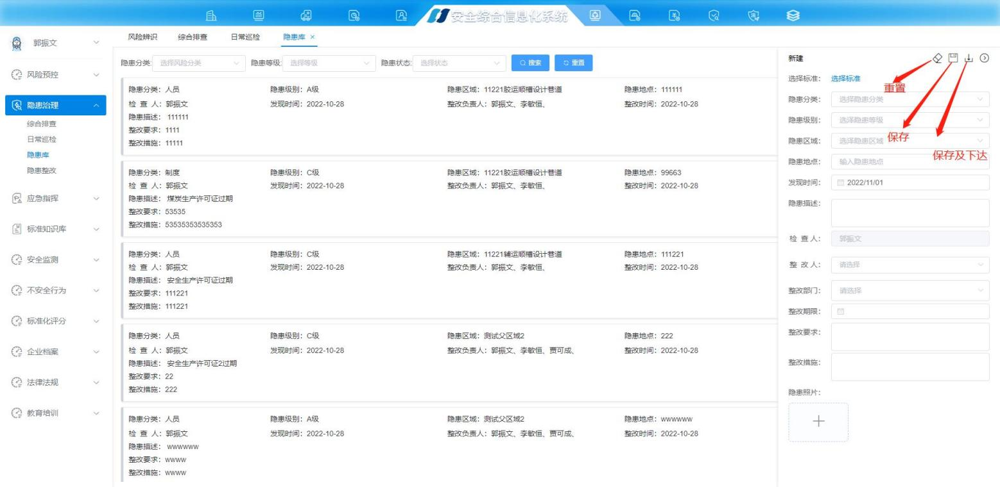 安全综合信息化系统
郭振文
风险预控
隐患治理
综合排查
日常巡检
隐患库
隐患整改
应急指挥
标准知识库
安全监测
不安全行为
标准化评分
企业档案
法律法规
教育培训
风险辨识 综合排查 日常巡检 隐患库 ×
隐患分类: 选择风险分类 隐患等级: 选择等级 隐患状态: 选择状态 搜索 重置
隐患分类：人员 隐患级别：A级 隐患区域：11221胶运顺槽设计巷道 隐患地点：111111
检 查 人：郭振文 发现时间：2022-10-28 整改负责人：郭振文、李敏恒、 整改时间：2022-10-28
隐患描述： 111111
整改要求：1111
整改措施：11111
隐患分类：制度 隐患级别：C级 隐患区域：11221胶运顺槽设计巷道 隐患地点：99663
检 查 人：郭振文 发现时间：2022-10-28 整改负责人：郭振文、李敏恒、 整改时间：2022-10-28
隐患描述： 煤炭生产许可证过期
整改要求：53535
整改措施：53535353535353
隐患分类：人员 隐患级别：C级 隐患区域：11221辅运顺槽设计巷道 隐患地点：111221
检 查 人：郭振文 发现时间：2022-10-28 整改负责人：郭振文、李敏恒、 整改时间：2022-10-28
隐患描述： 安全生产许可证过期
整改要求：111221
整改措施：111221
隐患分类：人员 隐患级别：C级 隐患区域：测试父区域2 隐患地点：222
检 查 人：郭振文 发现时间：2022-10-28 整改负责人：郭振文、李敏恒、贾可成、 整改时间：2022-10-28
隐患描述： 安全生产许可证2过期
整改要求：22
整改措施：222
隐患分类：人员 隐患级别：A级 隐患区域：测试父区域2 隐患地点：wwwwww
检 查 人：郭振文 发现时间：2022-10-28 整改负责人：郭振文、李敏恒、贾可成、 整改时间：2022-10-28
隐患描述： wwwwww
整改要求：wwww
整改措施：wwww
新建
选择标准： 选择标准
重置
隐患分类： 选择隐患分类
隐患级别： 选择隐患等级
保存
隐患区域： 选择隐患区域
保存及下达
隐患地点： 输入隐患地点
发现时间： 2022/11/01
隐患描述：
检 查 人： 郭振文
整 改 人： 请选择
整改部门： 请选择
整改期限：
整改要求：
整改措施：
隐患照片：